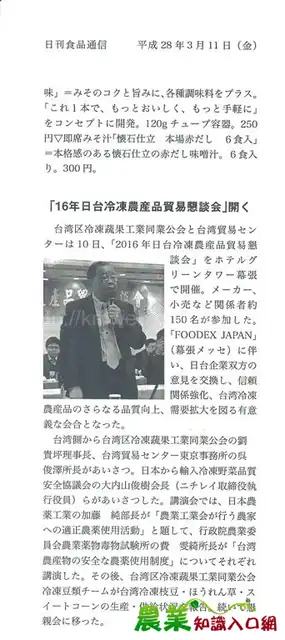 日刊食品通信 平成28年3月11日(金)
味」=みそのコクと旨みに、各種調味料をプラス。
「これ1本で、もっとおいしく、もっと手軽に」
をコンセプトに開発。120gチューブ容器。250
円▽即席みそ汁「懐石仕立 本場赤だし 6食入」
=本格感のある懐石仕立の赤だし味噌汁。6食入
り。300円。
「16年日台冷凍農産品貿易懇談会」開く
台湾区冷凍蔬果工業同業公会と台湾貿易セン
ターは10日、「2016年日台冷凍農産品貿易懇
談会」をホテルグ
リーンタワー幕張
で開催。メーカー、
小売など関係者約
150名が参加した。
「FOODEX JAPAN」
(幕張メッセ)に伴
い、日台企業双方の
意見を交換し、信頼
関係強化、台湾冷凍
農産品のさらなる品質向上、需要拡大を図る有意
義な会合となった。
台湾側から台湾区冷凍蔬果工業同業公会の劉
貴坪理事長、台湾貿易センター東京事務所の呉
俊澤所長があいさつ。日本から輸入冷凍野菜品質
安全協議会の大内山俊樹会長(ニチレイ取締役執
行役員)らがあいさつした。講演会では、日本農
薬工業の加藤 純部長が「農薬工業会が行う農家
への適正農薬使用活動」と題して、行政院農業委
員会農業薬物毒物試験所の費 雯綺所長が「台湾
農産物の安全な農薬使用制度」についてそれぞれ
講演した。その後、台湾区冷凍蔬果工業同業公会
冷凍豆類チームが台湾冷凍枝豆・ほうれん草・ス
イートコーンの生産・供給状況を報告、続いて懇
親会に移った。
農業知識入口網